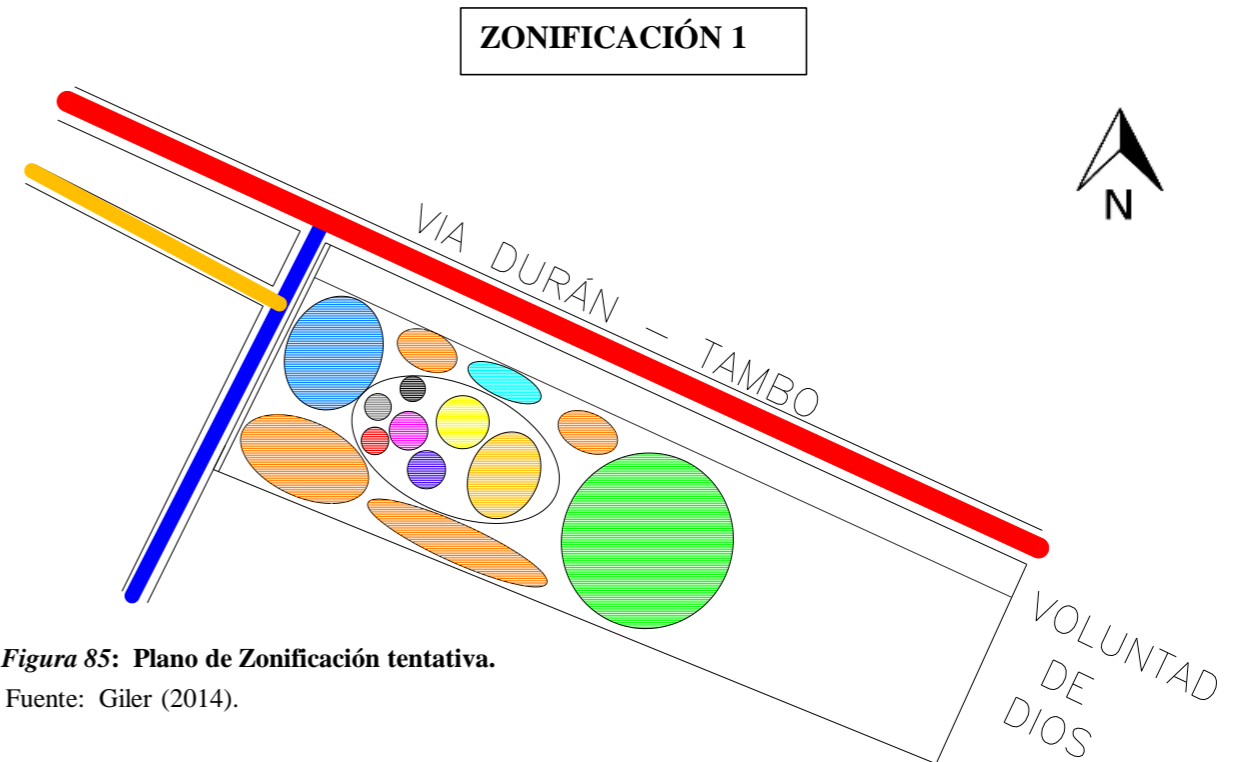 ZONIFICACIÓN 1
N
VIA DURÁN – TAMBO
VOLUNTAD
DE
DIOS
Figura 85: Plano de Zonificación tentativa.
Fuente: Giler (2014).